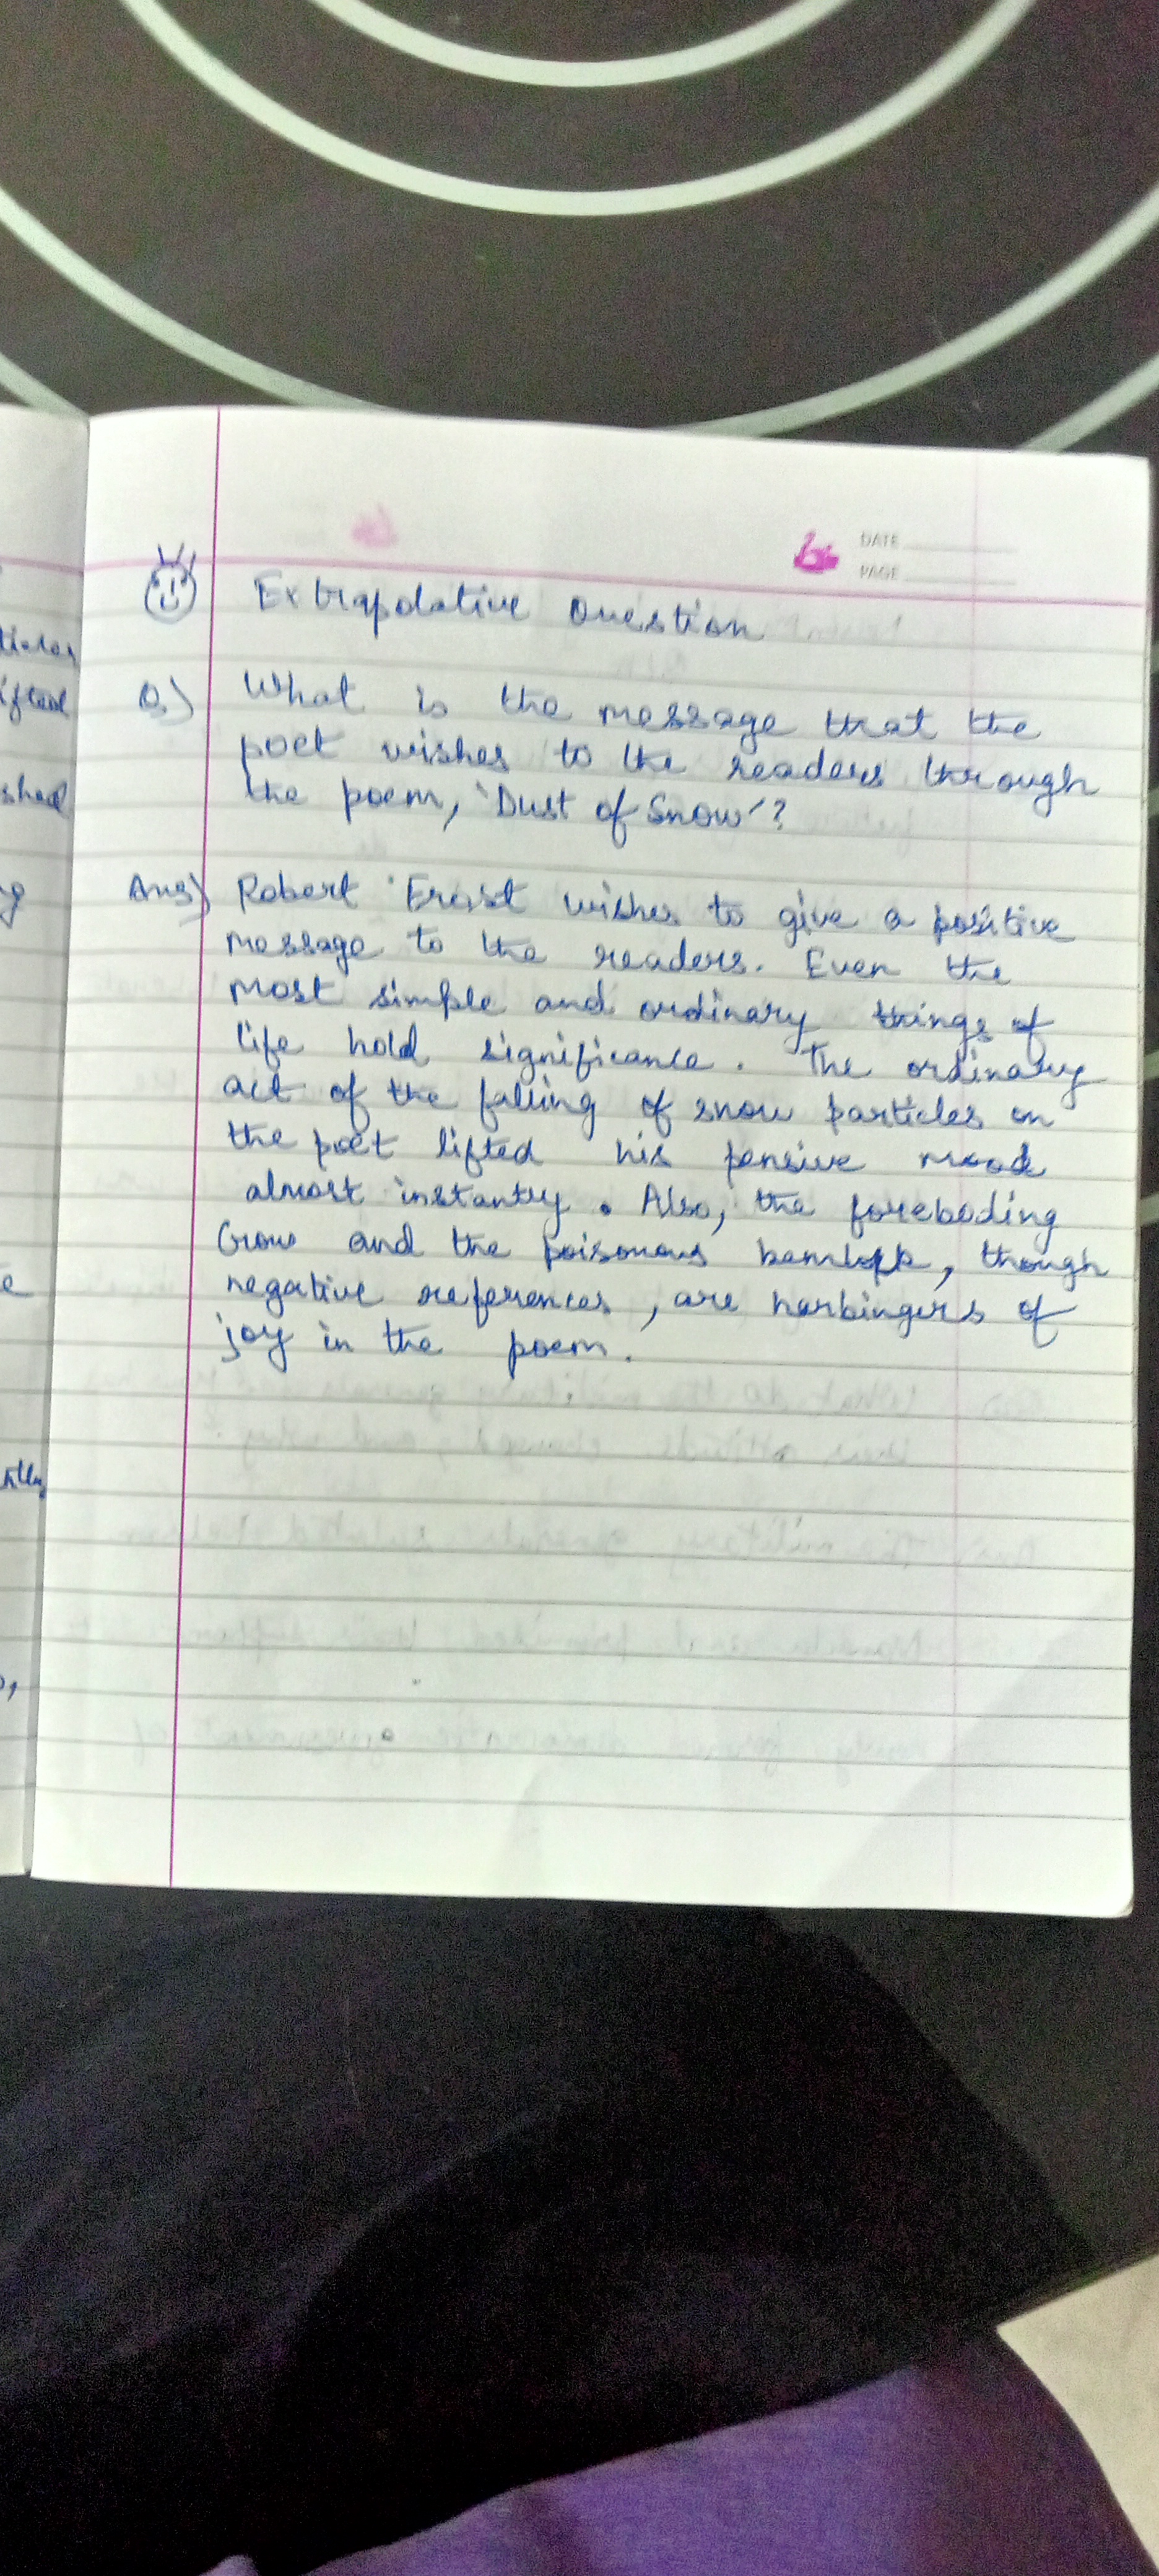 DATE
PAGE
Extrapolative Question
Q)
What is the message that the
poet wishes to the readers through
the poem, 'Dust of Snow'?
Ans) Robert Frost wishes to give a positive
message to the readers. Even the
most simple and ordinary things of
life hold significance. The ordinary
act of the falling of snow particles on
the poet lifted his pensive mood
almost instantly. Also, the foreboding
Crow and the poisonous hemlock, though
negative references, are harbingers of
joy in the poem.